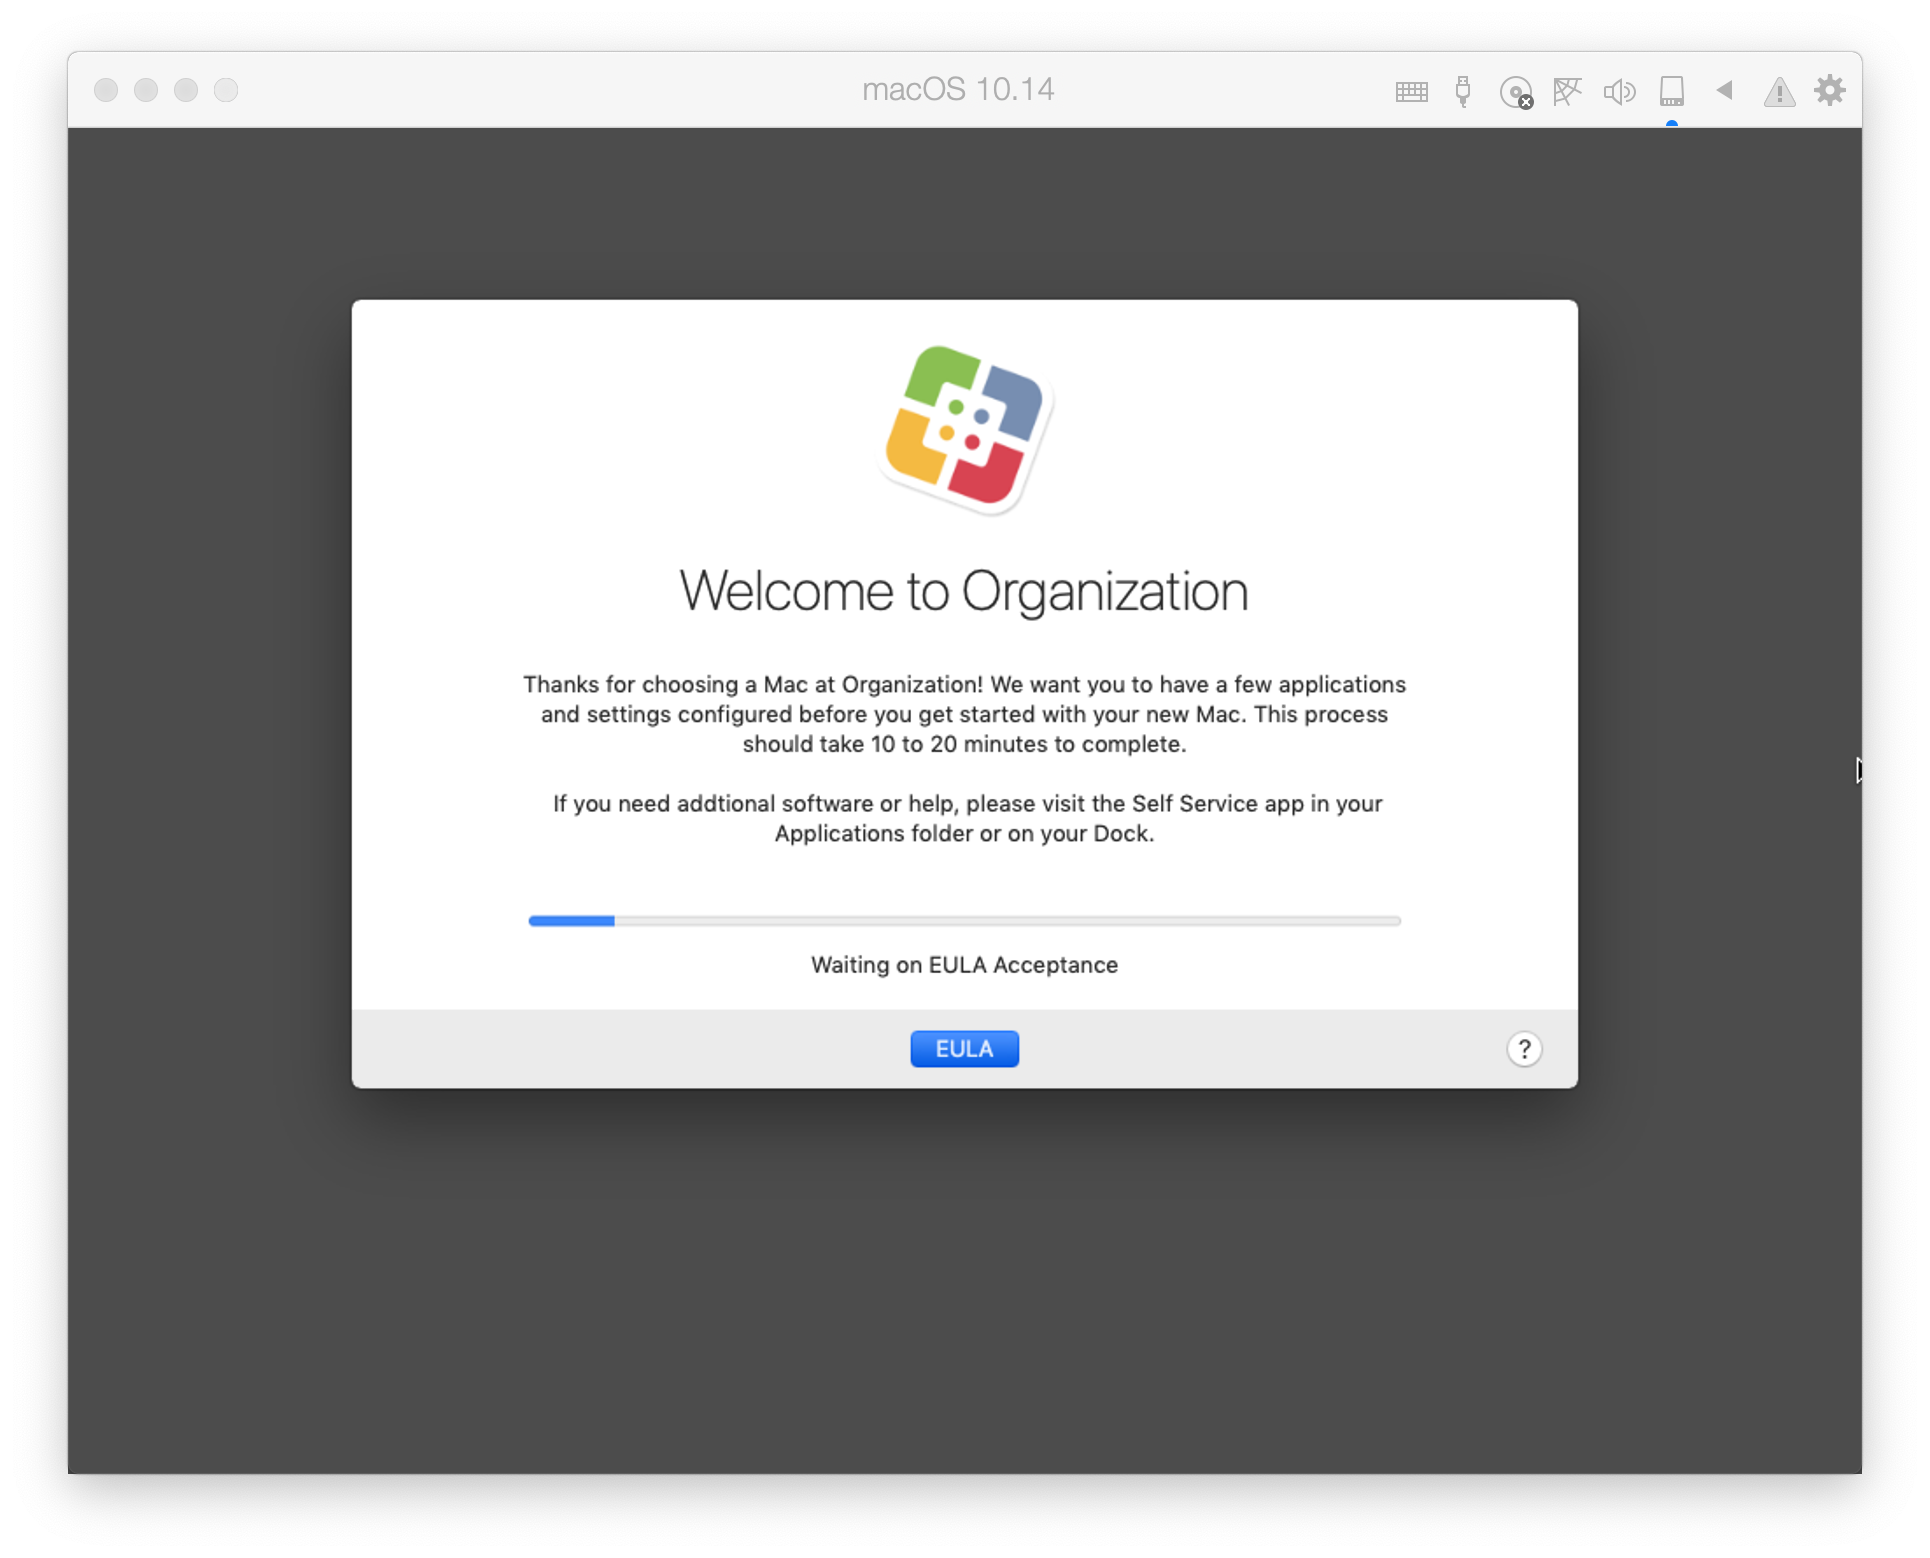 macOS 10.14
Welcome to Organization
Thanks for choosing a Mac at Organization! We want you to have a few applications
and settings configured before you get started with your new Mac. This process
should take 10 to 20 minutes to complete.
If you need addtional software or help, please visit the Self Service app in your
Applications folder or on your Dock.
Waiting on EULA Acceptance
EULA
?